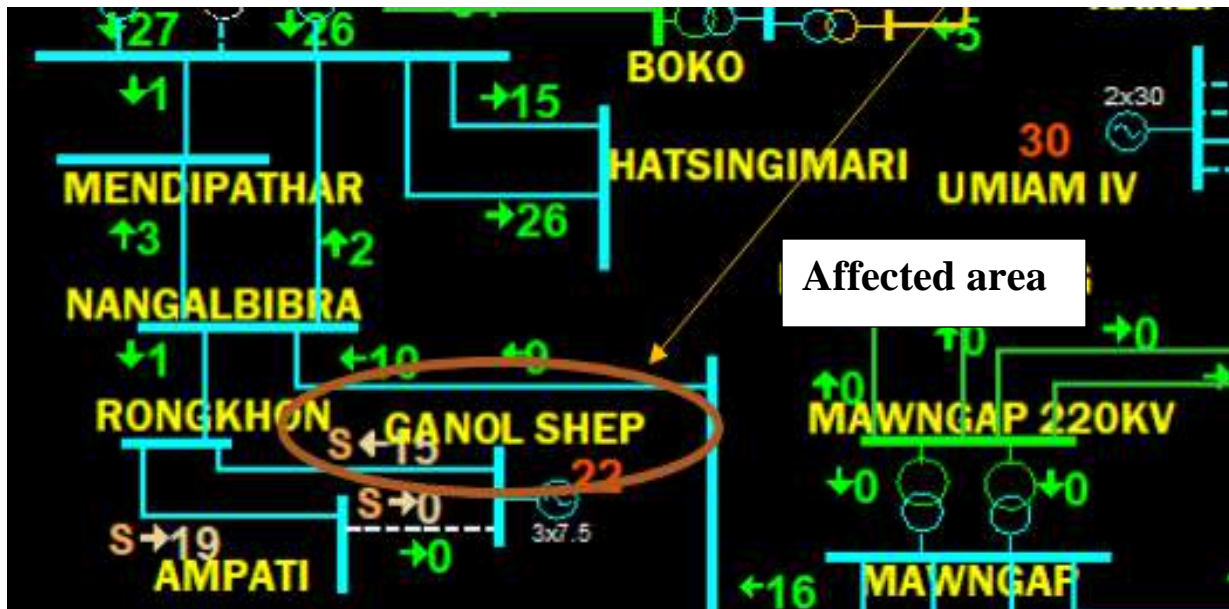 27
26
5
BOKO
1
15
2x30
30
HATSINGIMARI
UMIAM IV
MENDIPATHAR
26
3
2
Affected area
NANGALBIBRA
1
10
9
0
0
0
RONGKHON
GANOL SHEP
MAWNGAP 220KV
S 15
22
S 0
3x7.5
0
0
S 19
0
AMPATI
16
MAWNGAP